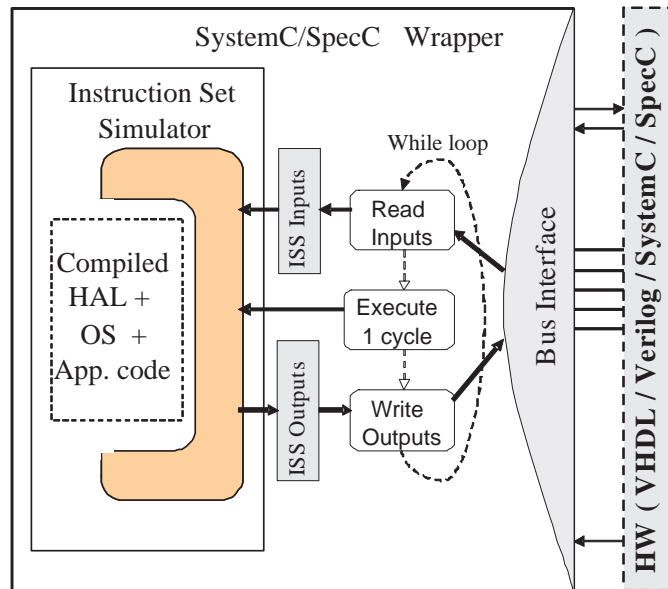 SystemC/SpecC Wrapper
Instruction Set
Simulator
While loop
ISS Inputs
Read
Inputs
Compiled
HAL +
OS +
App. code
Execute
1 cycle
ISS Outputs
Write
Outputs
Bus Interface
HW ( VHDL / Verilog / SystemC / SpecC )